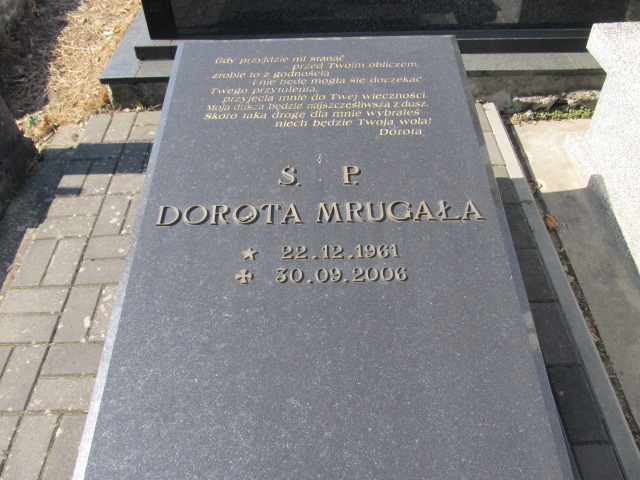 Gdy przyjdzie mi stanąć
przed Twoim obliczem,
zrobię to z godnością
i nie będę mogła się doczekać
Twego przytulenia,
przyjęcia mnie do Twej wieczności.
Moja dusza będzie najszczęśliwszą z dusz.
Skoro taką drogę dla mnie wybrałeś
niech będzie Twoja wola!
Dorota
Ś. P.
DOROTA MRUGAŁA
22.12.1961
30.09.2006